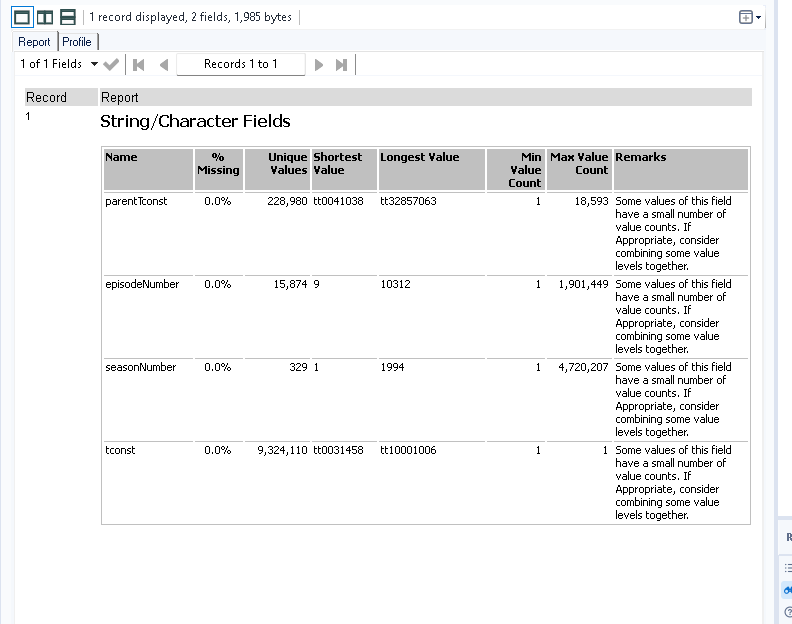 1 record displayed, 2 fields, 1,985 bytes
Report Profile
1 of 1 Fields Records 1 to 1
Record Report
1 String/Character Fields
Name % Missing Unique Values Shortest Value Longest Value Min Value Count Max Value Count Remarks
parentTconst 0.0% 228,980 tt0041038 tt32857063 1 18,593 Some values of this field
have a small number of
value counts. If
Appropriate, consider
combining some value
levels together.
episodeNumber 0.0% 15,874 9 10312 1 1,901,449 Some values of this field
have a small number of
value counts. If
Appropriate, consider
combining some value
levels together.
seasonNumber 0.0% 329 1 1994 1 4,720,207 Some values of this field
have a small number of
value counts. If
Appropriate, consider
combining some value
levels together.
tconst 0.0% 9,324,110 tt0031458 tt10001006 1 1 Some values of this field
have a small number of
value counts. If
Appropriate, consider
combining some value
levels together.
R